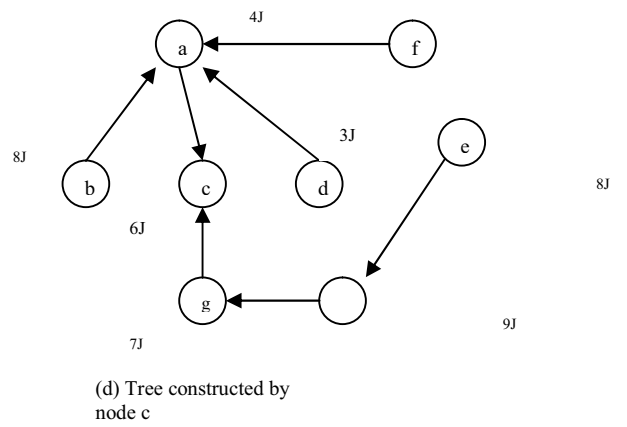 4J
a
f
3J
e
8J
b
c
d
8J
6J
g
9J
7J
(d) Tree constructed by
node c